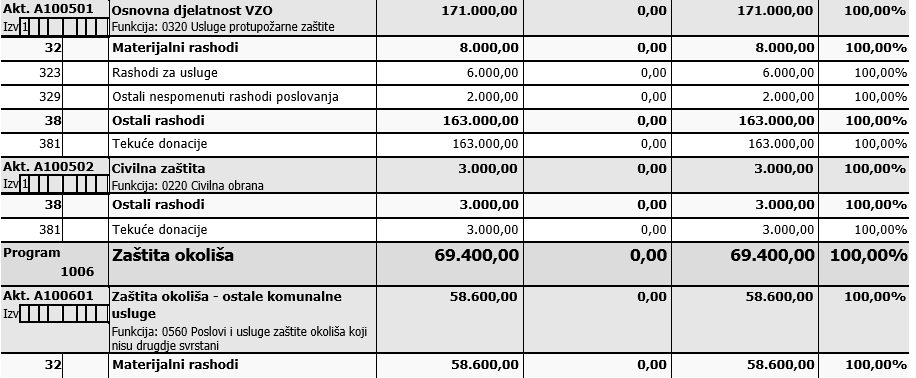 Akt. A100501 Osnovna djelatnost VZO 171.000,00 0,00 171.000,00 100,00%
Izv 1 Funkcija: 0320 Usluge protupožarne zaštite
32 Materijalni rashodi 8.000,00 0,00 8.000,00 100,00%
323 Rashodi za usluge 6.000,00 0,00 6.000,00 100,00%
329 Ostali nespomenuti rashodi poslovanja 2.000,00 0,00 2.000,00 100,00%
38 Ostali rashodi 163.000,00 0,00 163.000,00 100,00%
381 Tekuće donacije 163.000,00 0,00 163.000,00 100,00%
Akt. A100502 Civilna zaštita 3.000,00 0,00 3.000,00 100,00%
Izv 1 Funkcija: 0220 Civilna obrana
38 Ostali rashodi 3.000,00 0,00 3.000,00 100,00%
381 Tekuće donacije 3.000,00 0,00 3.000,00 100,00%
Program Zaštita okoliša 69.400,00 0,00 69.400,00 100,00%
1006
Akt. A100601 Zaštita okoliša - ostale komunalne 58.600,00 0,00 58.600,00 100,00%
Izv usluge
Funkcija: 0560 Poslovi i usluge zaštite okoliša koji
nisu drugdje svrstani
32 Materijalni rashodi 58.600,00 0,00 58.600,00 100,00%